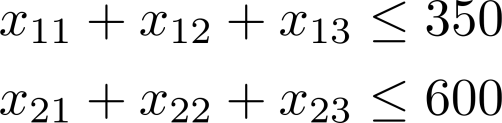 x₁₁ + x₁₂ + x₁₃ ≤ 350
x₂₁ + x₂₂ + x₂₃ ≤ 600